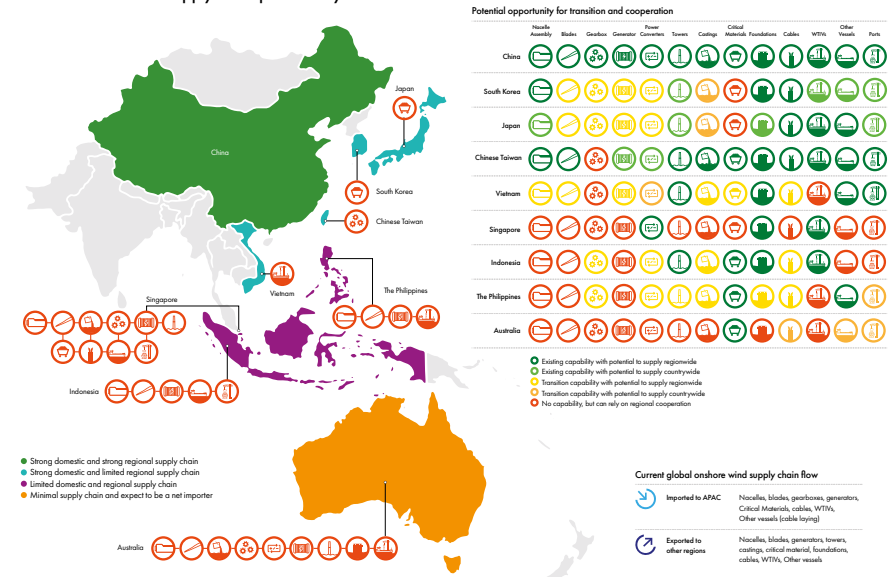 Potential opportunity for transition and cooperation
Nacelle Assembly
Blades
Gearbox
Generator
Power Converters
Towers
Castings
Critical Materials
Foundations
Cables
WTIVs
Other Vessels
Ports
China
South Korea
Japan
Chinese Taiwan
Vietnam
Singapore
Indonesia
The Philippines
Australia
Existing capability with potential to supply regionwide
Existing capability with potential to supply countrywide
Transition capability with potential to supply regionwide
Transition capability with potential to supply countrywide
No capability, but can rely on regional cooperation
Japan
China
South Korea
Chinese Taiwan
Vietnam
The Philippines
Singapore
Indonesia
Strong domestic and strong regional supply chain
Strong domestic and limited regional supply chain
Limited domestic and regional supply chain
Minimal supply chain and expect to be a net importer
Australia
Current global onshore wind supply chain flow
Imported to APAC
Nacelles, blades, gearboxes, generators,
Critical Materials, cables, WTIVs,
Other vessels (cable laying)
Exported to
other regions
Nacelles, blades, generators, towers,
castings, critical material, foundations,
cables, WTIVs, Other vessels